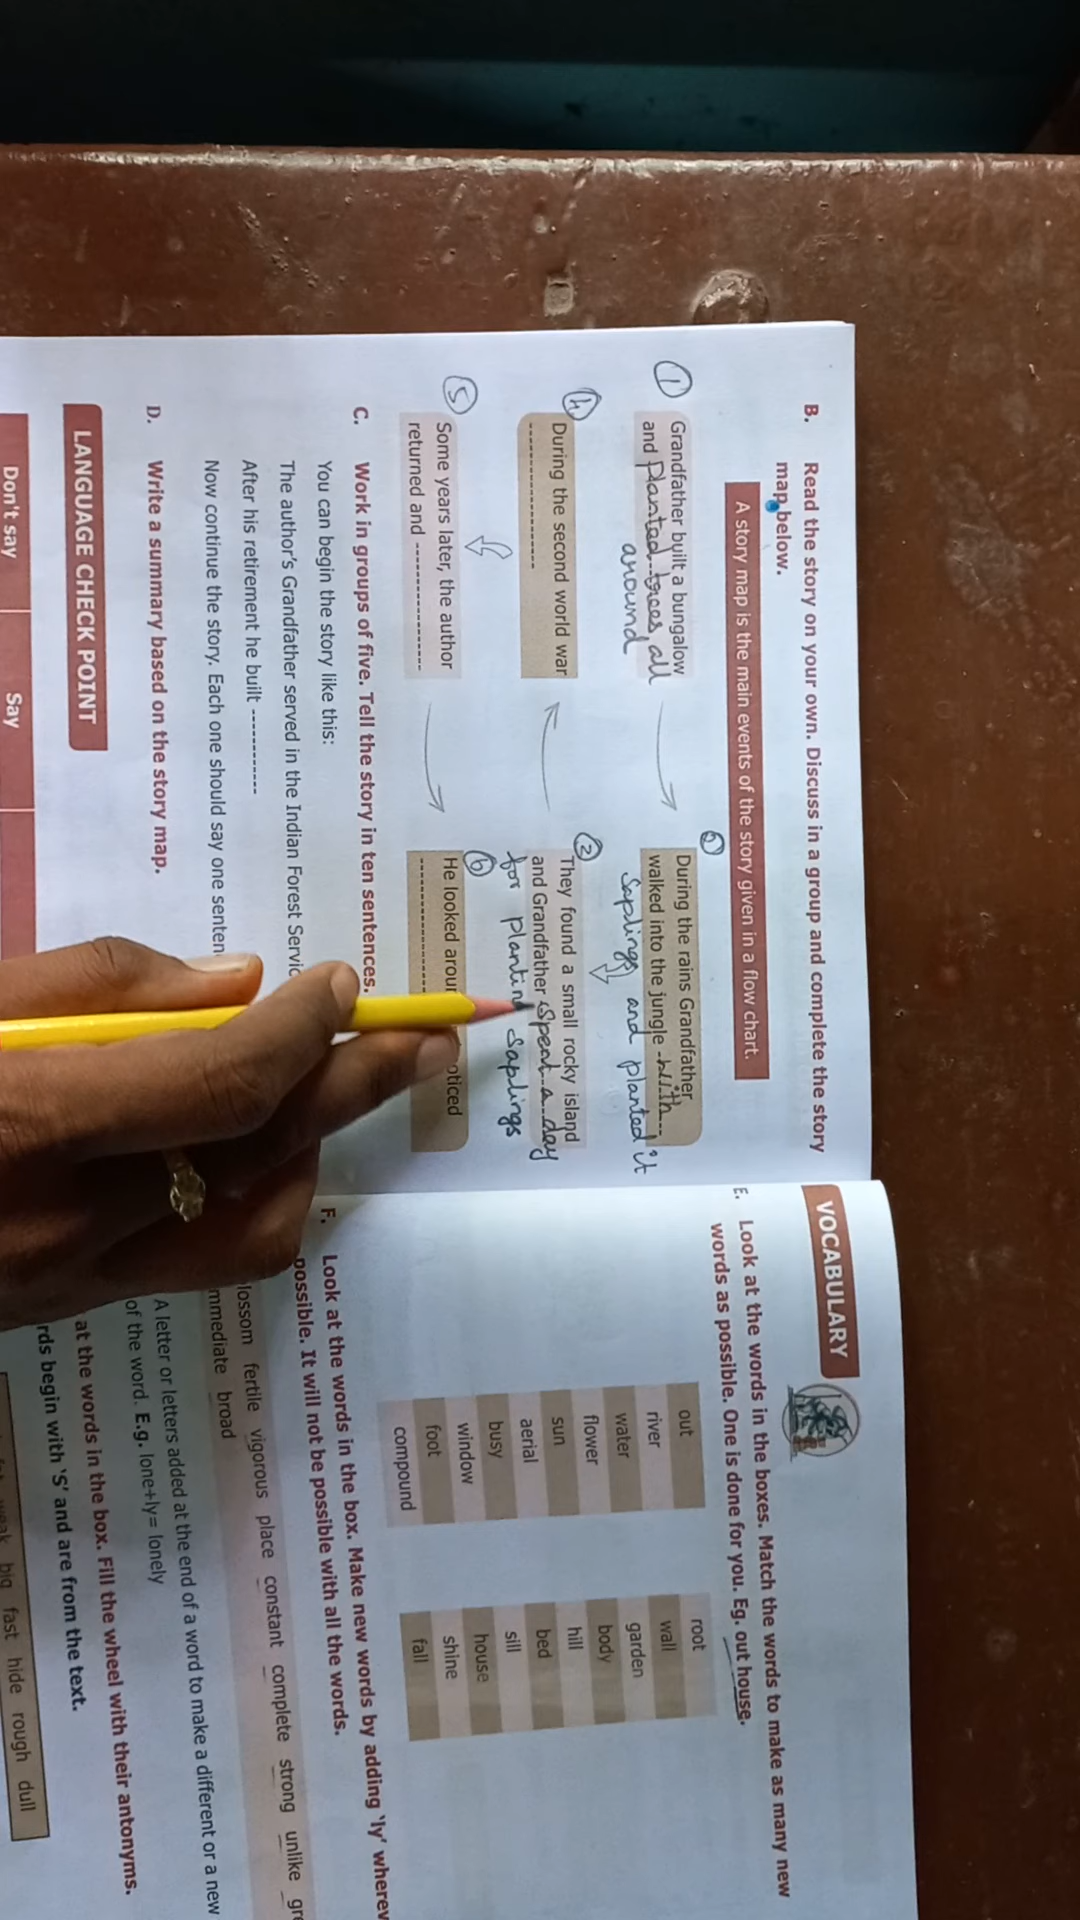 B. Read the story on your own. Discuss in a group and complete the story
map below.
A story map is the main events of the story given in a flow chart.
①
Grandfather built a bungalow
and Planted trees all
around
During the rains Grandfather
walked into the jungle with
saplings and planted it
②
They found a small rocky island
and Grandfather spent a day
for planting saplings
④
During the second world war
⑤
Some years later, the author
returned and
⑥
He looked aroun
oticed
C. Work in groups of five. Tell the story in ten sentences.
You can begin the story like this:
The author's Grandfather served in the Indian Forest Servic
After his retirement he built
Now continue the story. Each one should say one senten
D. Write a summary based on the story map.
LANGUAGE CHECK POINT
Don't say
Say
VOCABULARY
E. Look at the words in the boxes. Match the words to make as many new
words as possible. One is done for you. Eg. out house.
out
river
water
flower
sun
aerial
busy
window
foot
compound
root
wall
garden
body
hill
bed
sill
house
shine
fall
F. Look at the words in the box. Make new words by adding 'ly' wherev
possible. It will not be possible with all the words.
lossom fertile vigorous place constant complete strong unlike gr
mmediate broad
A letter or letters added at the end of a word to make a different or a new
of the word. E.g. lone+ly= lonely
at the words in the box. Fill the wheel with their antonyms.
rds begin with 'S' and are from the text.
big fast hide rough dull